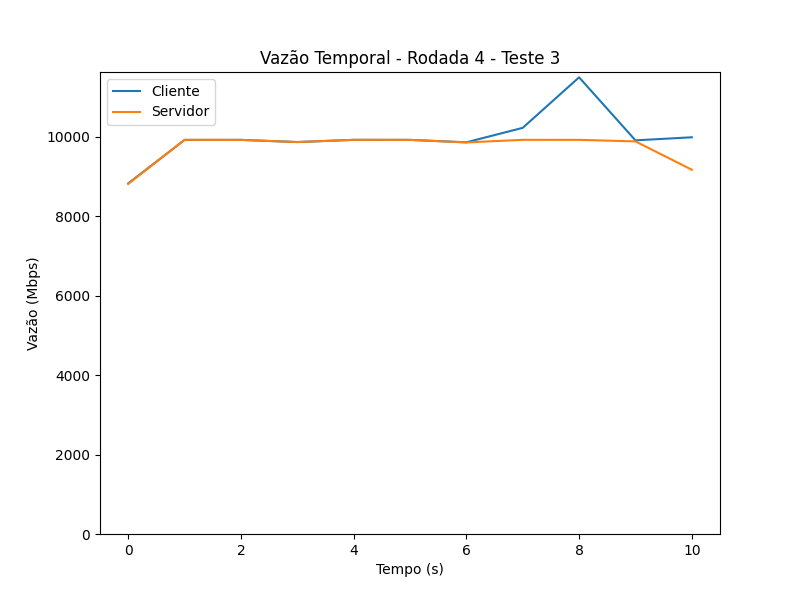 Vazão Temporal - Rodada 4 - Teste 3
Cliente
Servidor
Vazão (Mbps)
10000
8000
6000
4000
2000
0
0 2 4 6 8 10
Tempo (s)